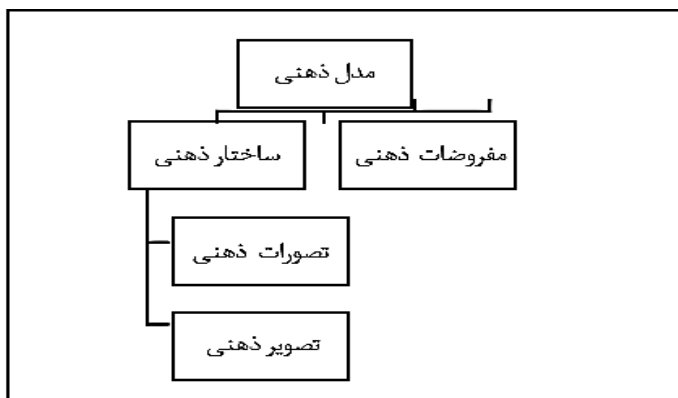 مدل ذهنی
مفروضات ذهنی
ساختار ذهنی
تصورات ذهنی
تصویر ذهنی